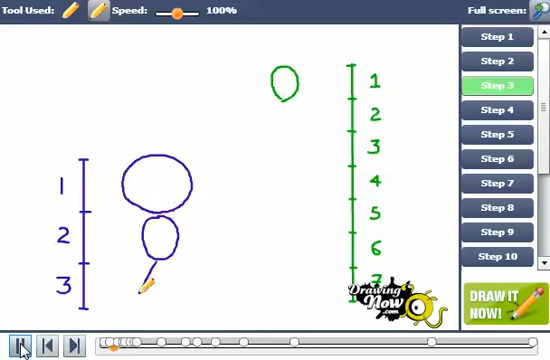 Tool Used: Speed: 100% Full screen:
Step 1
Step 2
Step 3
Step 4
Step 5
Step 6
Step 7
Step 8
Step 9
Step 10
1
2
3
4
5
6
7
1
2
3
Drawing
Now.com
DRAW IT
NOW!